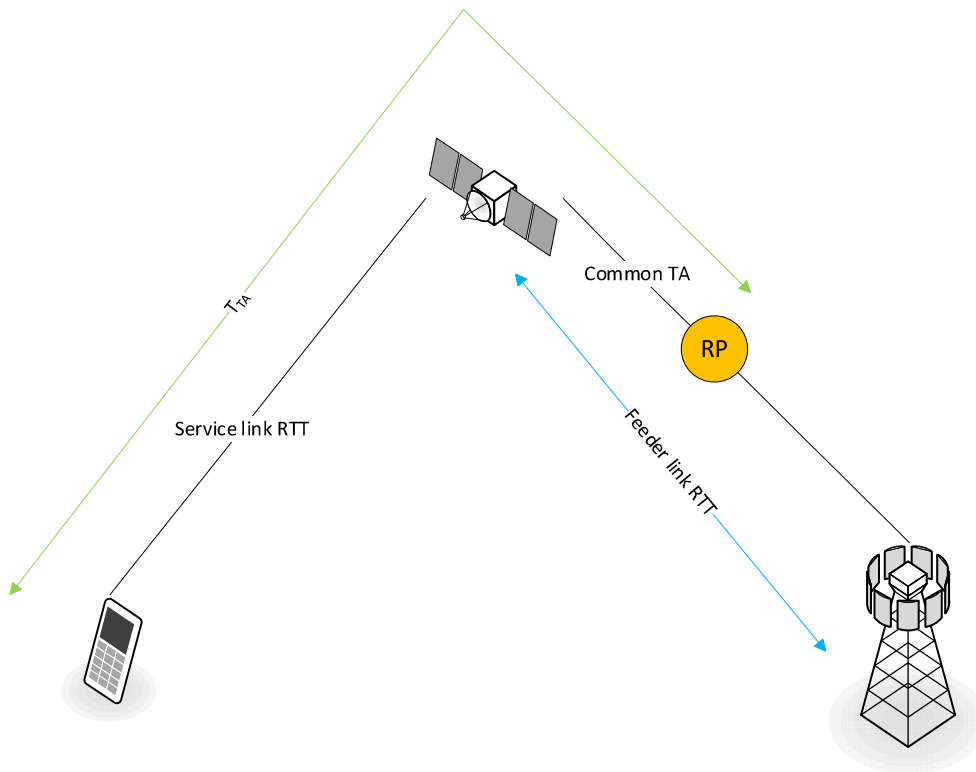 T_TA
Common TA
RP
Service link RTT
Feeder link RTT